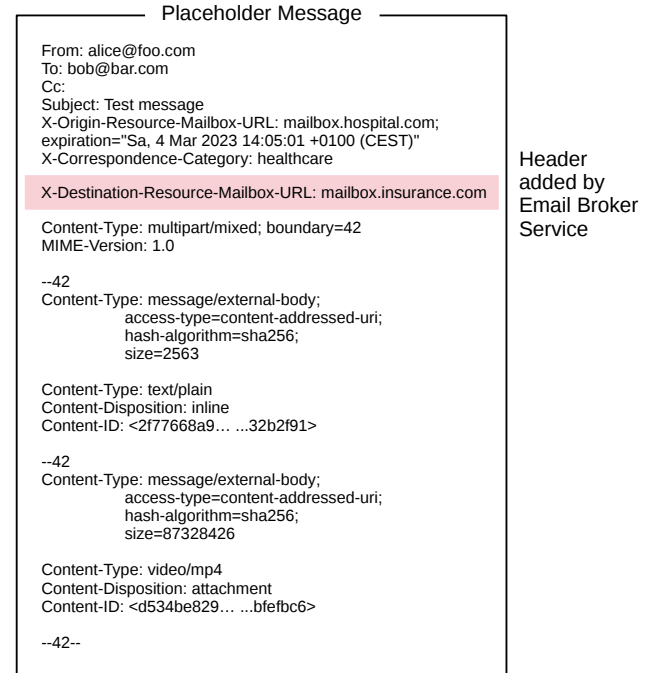 Placeholder Message
From: alice@foo.com
To: bob@bar.com
Cc:
Subject: Test message
X-Origin-Resource-Mailbox-URL: mailbox.hospital.com;
expiration="Sa, 4 Mar 2023 14:05:01 +0100 (CEST)"
X-Correspondence-Category: healthcare
X-Destination-Resource-Mailbox-URL: mailbox.insurance.com
Header
added by
Email Broker
Service
Content-Type: multipart/mixed; boundary=42
MIME-Version: 1.0
--42
Content-Type: message/external-body;
access-type=content-addressed-uri;
hash-algorithm=sha256;
size=2563
Content-Type: text/plain
Content-Disposition: inline
Content-ID: <2f77668a9… ...32b2f91>
--42
Content-Type: message/external-body;
access-type=content-addressed-uri;
hash-algorithm=sha256;
size=87328426
Content-Type: video/mp4
Content-Disposition: attachment
Content-ID: <d534be829… ...bfefbc6>
--42--